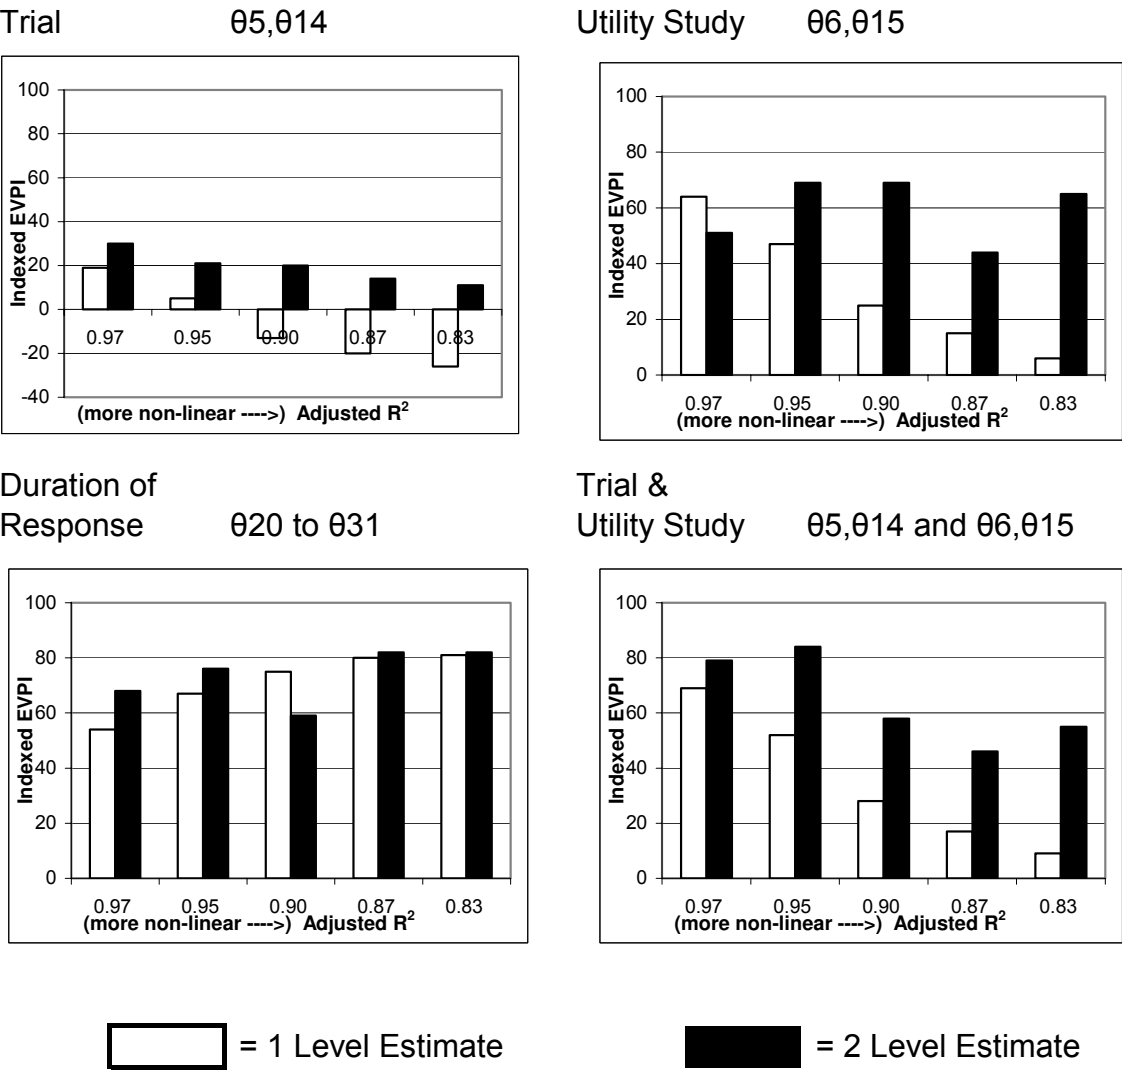 Trial θ5,θ14
100
80
60
40
20
0
-20
-40
Indexed EVPI
0.97 0.95 0.90 0.87 0.83
(more non-linear ---->) Adjusted R²
Utility Study θ6,θ15
100
80
60
40
20
0
Indexed EVPI
0.97 0.95 0.90 0.87 0.83
(more non-linear ---->) Adjusted R²
Duration of
Response θ20 to θ31
100
80
60
40
20
0
Indexed EVPI
0.97 0.95 0.90 0.87 0.83
(more non-linear ---->) Adjusted R²
Trial &
Utility Study θ5,θ14 and θ6,θ15
100
80
60
40
20
0
Indexed EVPI
0.97 0.95 0.90 0.87 0.83
(more non-linear ---->) Adjusted R²
= 1 Level Estimate
= 2 Level Estimate